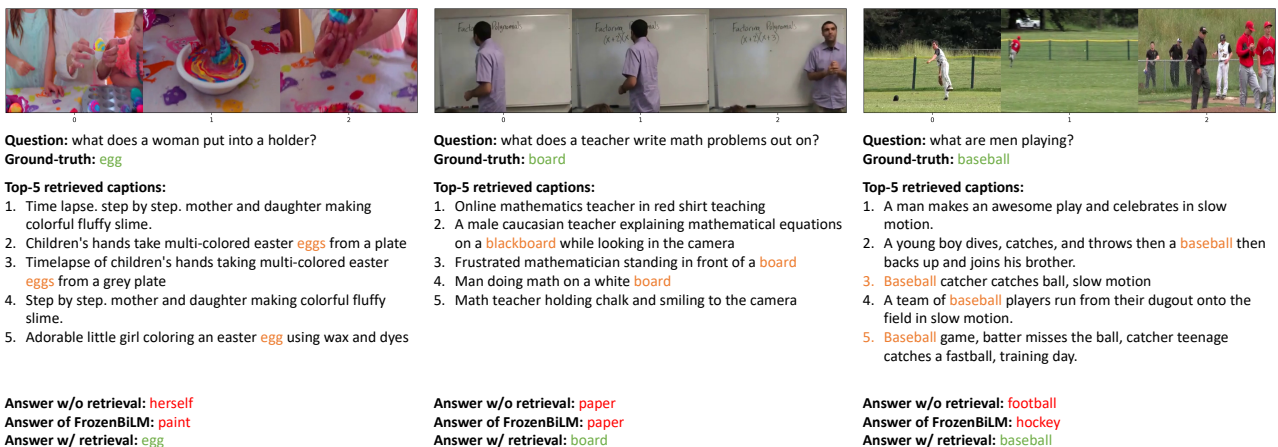 Factoring Polynomials
Factoring Polynomials
(x+2)(x+3)
0
1
2
Question: what does a woman put into a holder?
Ground-truth: egg
Top-5 retrieved captions:
1. Time lapse. step by step. mother and daughter making
colorful fluffy slime.
2. Children's hands take multi-colored easter eggs from a plate
3. Timelapse of children's hands taking multi-colored easter
eggs from a grey plate
4. Step by step. mother and daughter making colorful fluffy
slime.
5. Adorable little girl coloring an easter egg using wax and dyes
Answer w/o retrieval: herself
Answer of FrozenBiLM: paint
Answer w/ retrieval: egg
0
1
2
Question: what does a teacher write math problems out on?
Ground-truth: board
Top-5 retrieved captions:
1. Online mathematics teacher in red shirt teaching
2. A male caucasian teacher explaining mathematical equations
on a blackboard while looking in the camera
3. Frustrated mathematician standing in front of a board
4. Man doing math on a white board
5. Math teacher holding chalk and smiling to the camera
Answer w/o retrieval: paper
Answer of FrozenBiLM: paper
Answer w/ retrieval: board
0
1
2
Question: what are men playing?
Ground-truth: baseball
Top-5 retrieved captions:
1. A man makes an awesome play and celebrates in slow
motion.
2. A young boy dives, catches, and throws then a baseball then
backs up and joins his brother.
3. Baseball catcher catches ball, slow motion
4. A team of baseball players run from their dugout onto the
field in slow motion.
5. Baseball game, batter misses the ball, catcher teenage
catches a fastball, training day.
Answer w/o retrieval: football
Answer of FrozenBiLM: hockey
Answer w/ retrieval: baseball